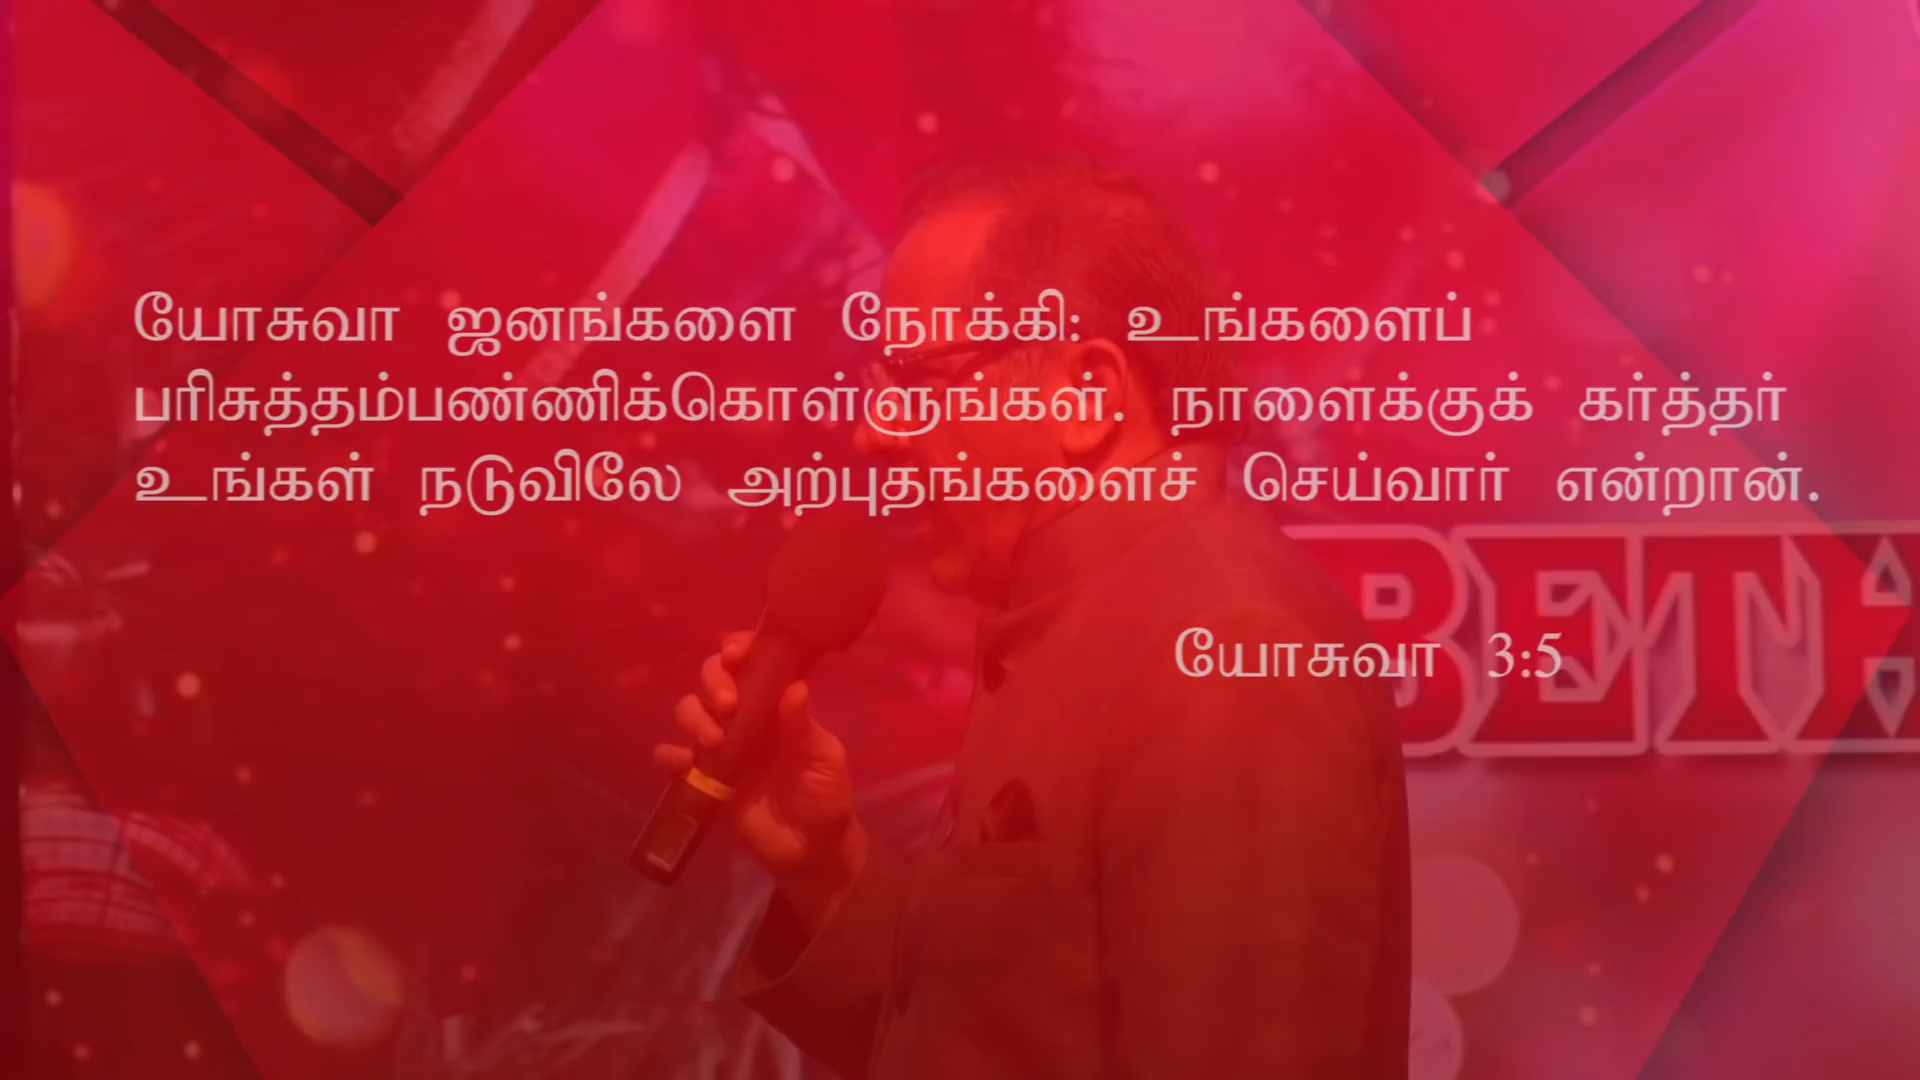 யோசுவா ஜனங்களை நோக்கி: உங்களைப்
பரிசுத்தம்பண்ணிக்கொள்ளுங்கள். நாளைக்குக் கர்த்தர்
உங்கள் நடுவிலே அற்புதங்களைச் செய்வார் என்றான்.
யோசுவா 3:5